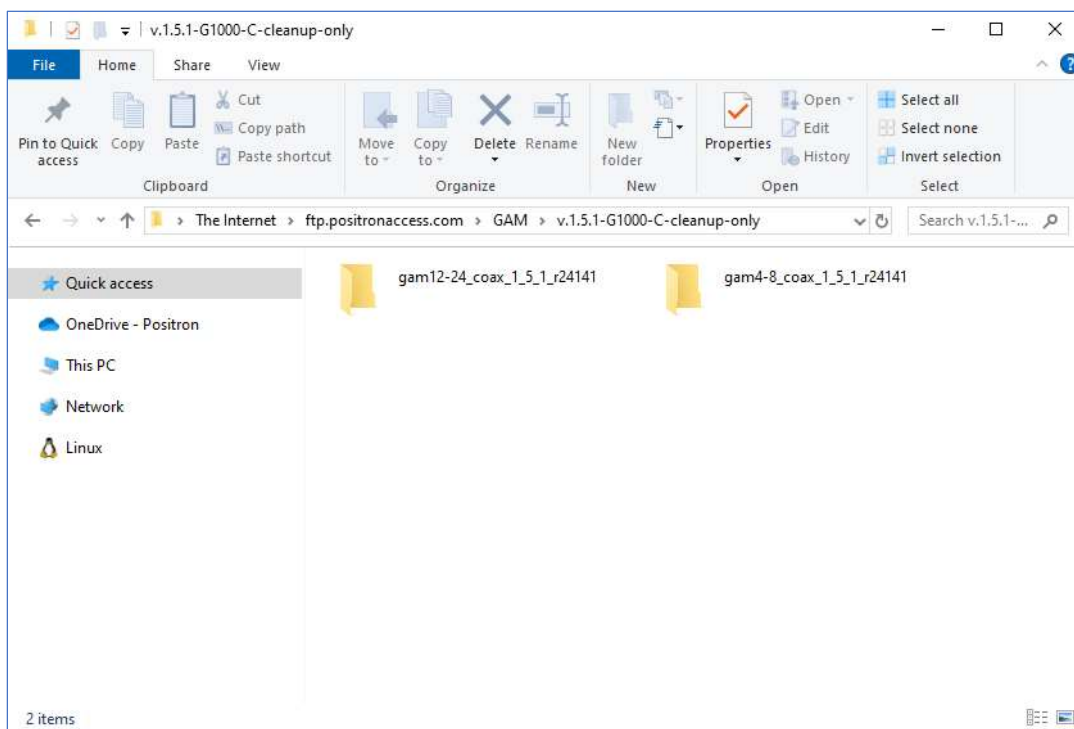 v.1.5.1-G1000-C-cleanup-only
File Home Share View
Pin to Quick access
Copy
Paste
Cut
Copy path
Paste shortcut
Clipboard
Move to
Copy to
Delete
Rename
Organize
New folder
New
Properties
Open
Edit
History
Open
Select all
Select none
Invert selection
Select
The Internet > ftp.positronaccess.com > GAM > v.1.5.1-G1000-C-cleanup-only
Search v.1.5.1-...
Quick access
OneDrive - Positron
This PC
Network
Linux
gam12-24_coax_1_5_1_r24141
gam4-8_coax_1_5_1_r24141
2 items